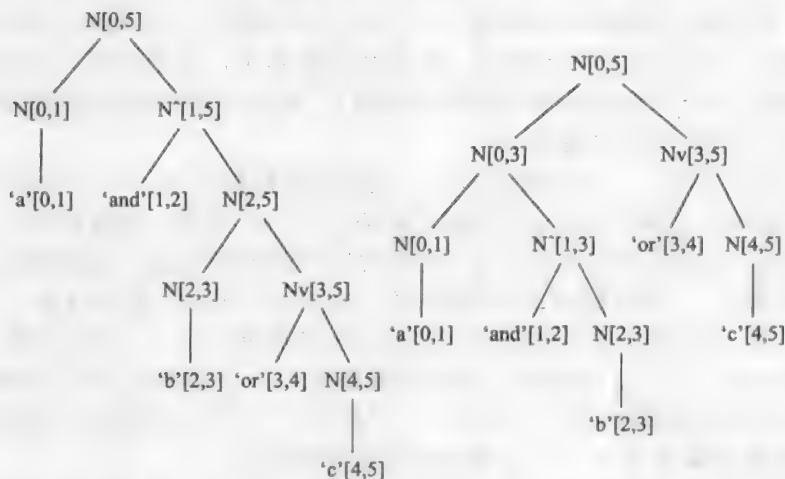 N[0,5]
N[0,1] N^[1,5]
‘a’[0,1] ‘and’[1,2] N[2,5]
N[2,3] Nv[3,5]
‘b’[2,3] ‘or’[3,4] N[4,5]
‘c’[4,5]
N[0,5]
N[0,3] Nv[3,5]
N[0,1] N^[1,3] ‘or’[3,4] N[4,5]
‘a’[0,1] ‘and’[1,2] N[2,3] ‘c’[4,5]
‘b’[2,3]